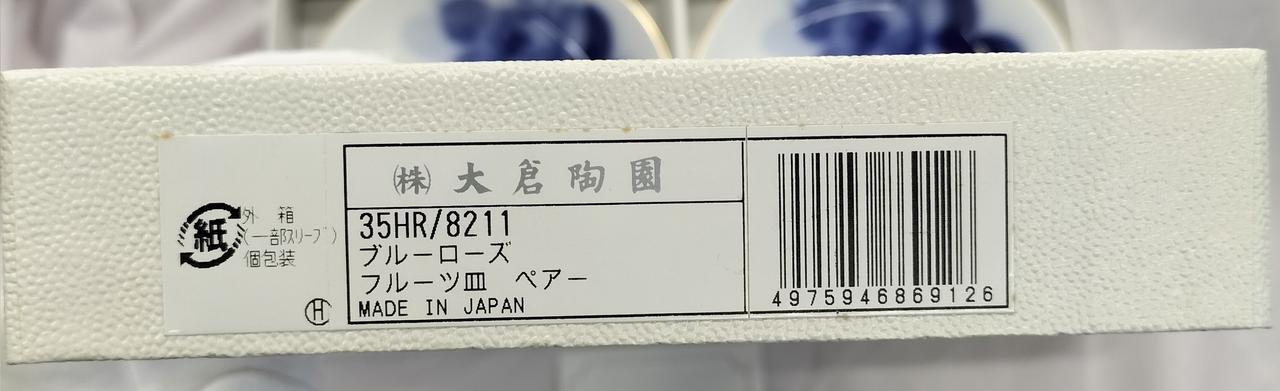 紙
外 箱
(一部スリーブ)
個包装
H
㈱ 大倉陶園
35HR/8211
ブルーローズ
フルーツ皿 ペアー
MADE IN JAPAN
4975946869126